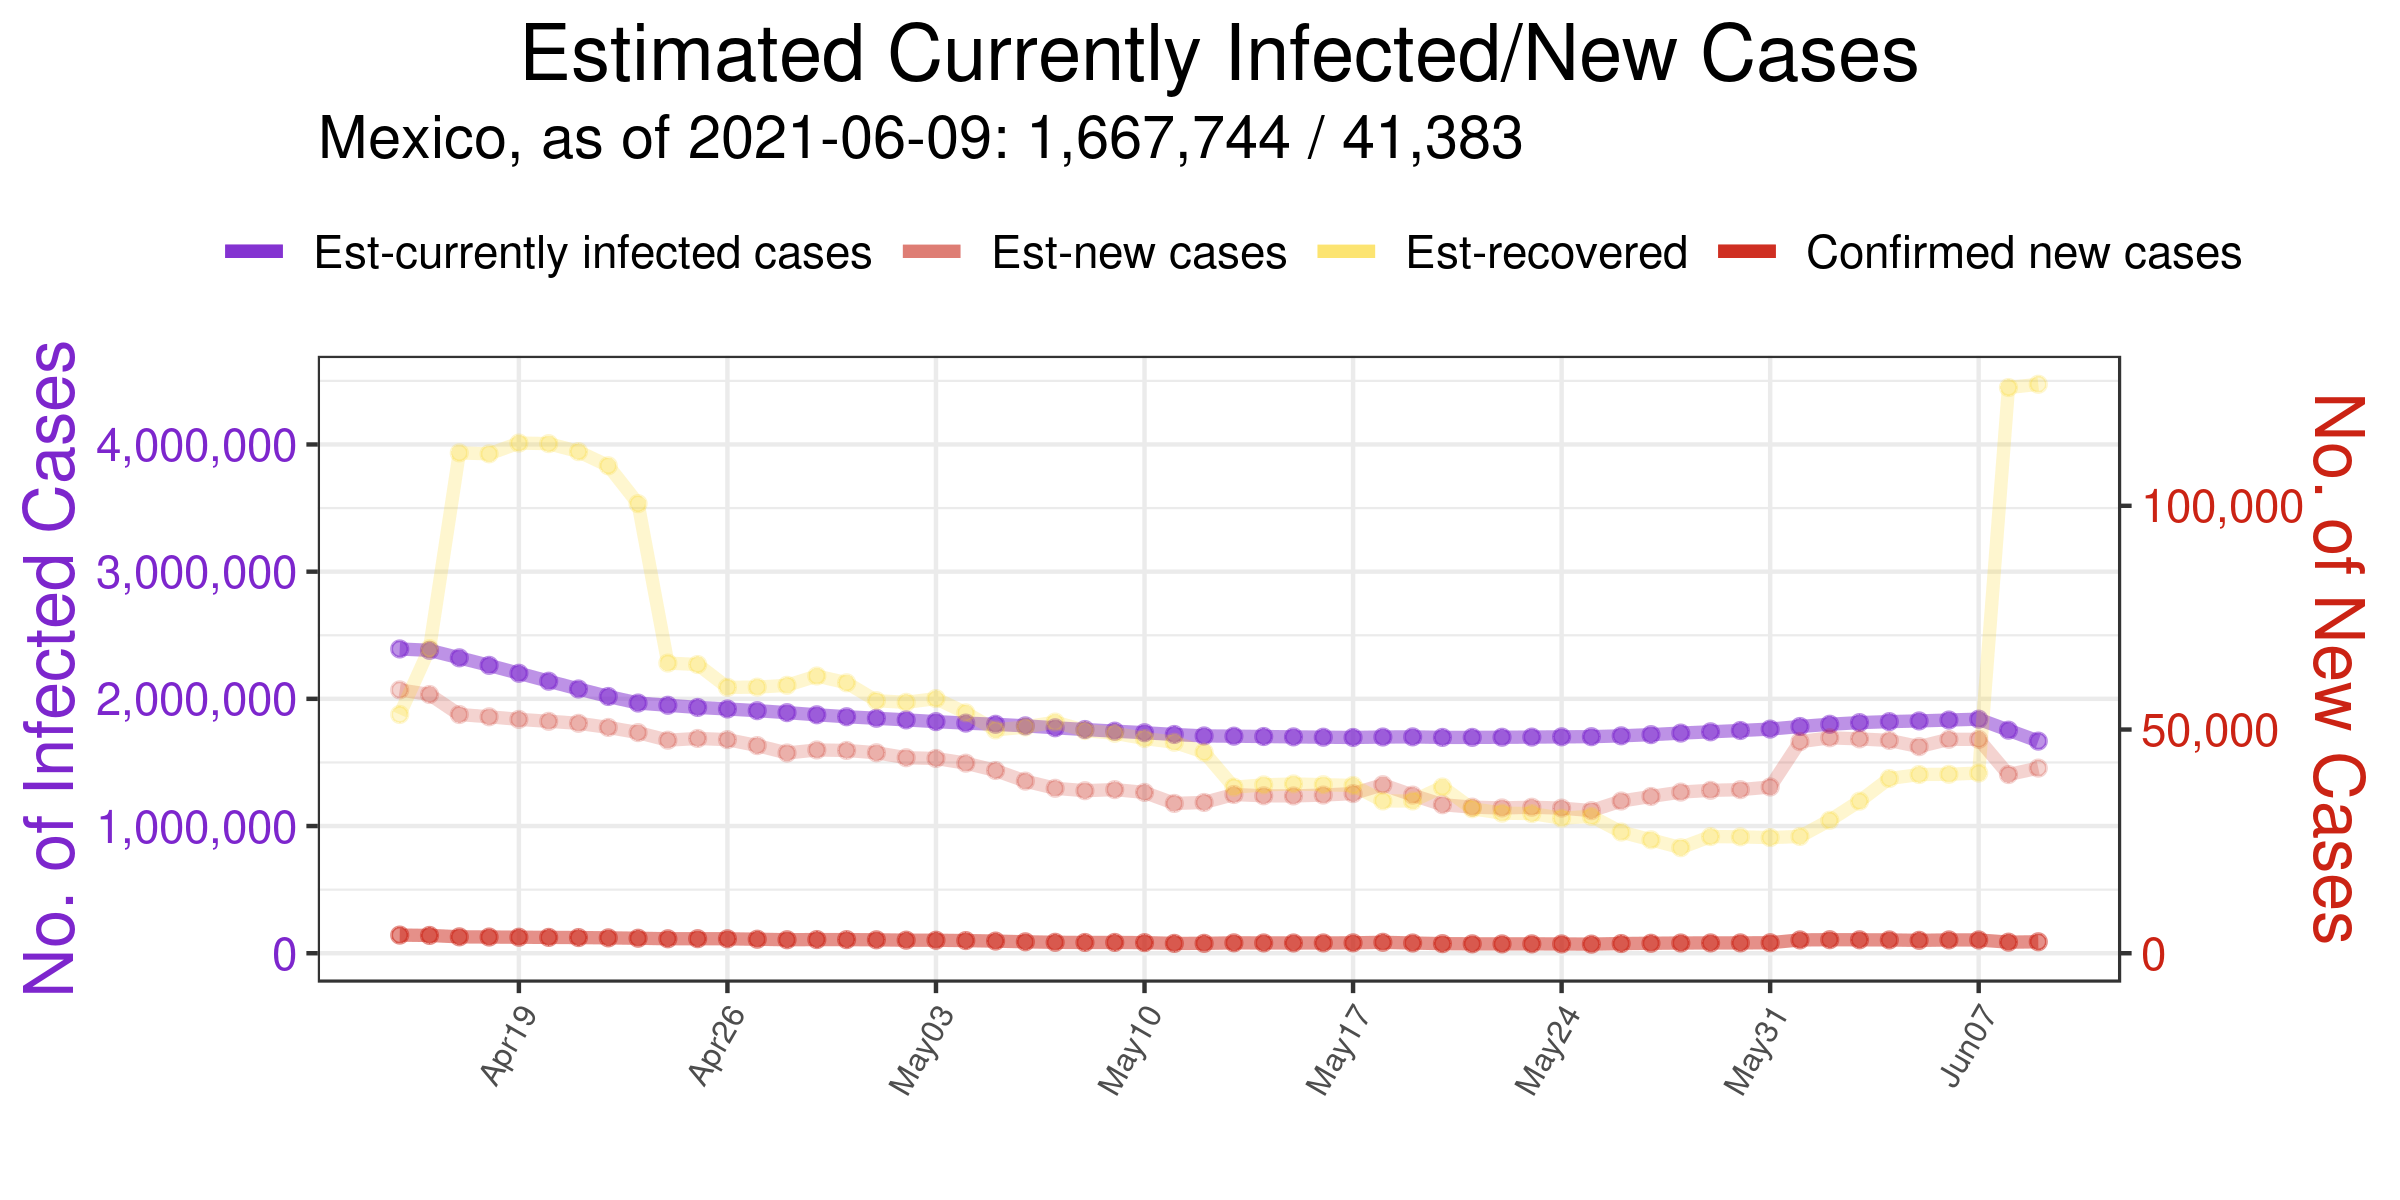 Estimated Currently Infected/New Cases
Mexico, as of 2021-06-09: 1,667,744 / 41,383
Est-currently infected cases Est-new cases Est-recovered Confirmed new cases
No. of Infected Cases
4,000,000
3,000,000
2,000,000
1,000,000
0
100,000
50,000
0
No. of New Cases
Apr19 Apr26 May03 May10 May17 May24 May31 Jun07